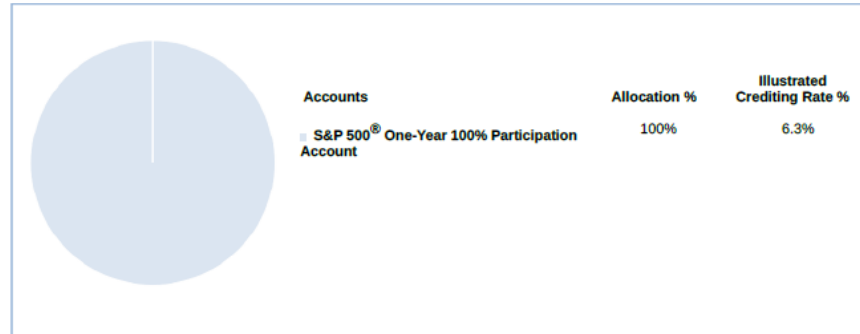 Accounts Allocation % Illustrated
Crediting Rate %
S&P 500® One-Year 100% Participation
Account 100% 6.3%